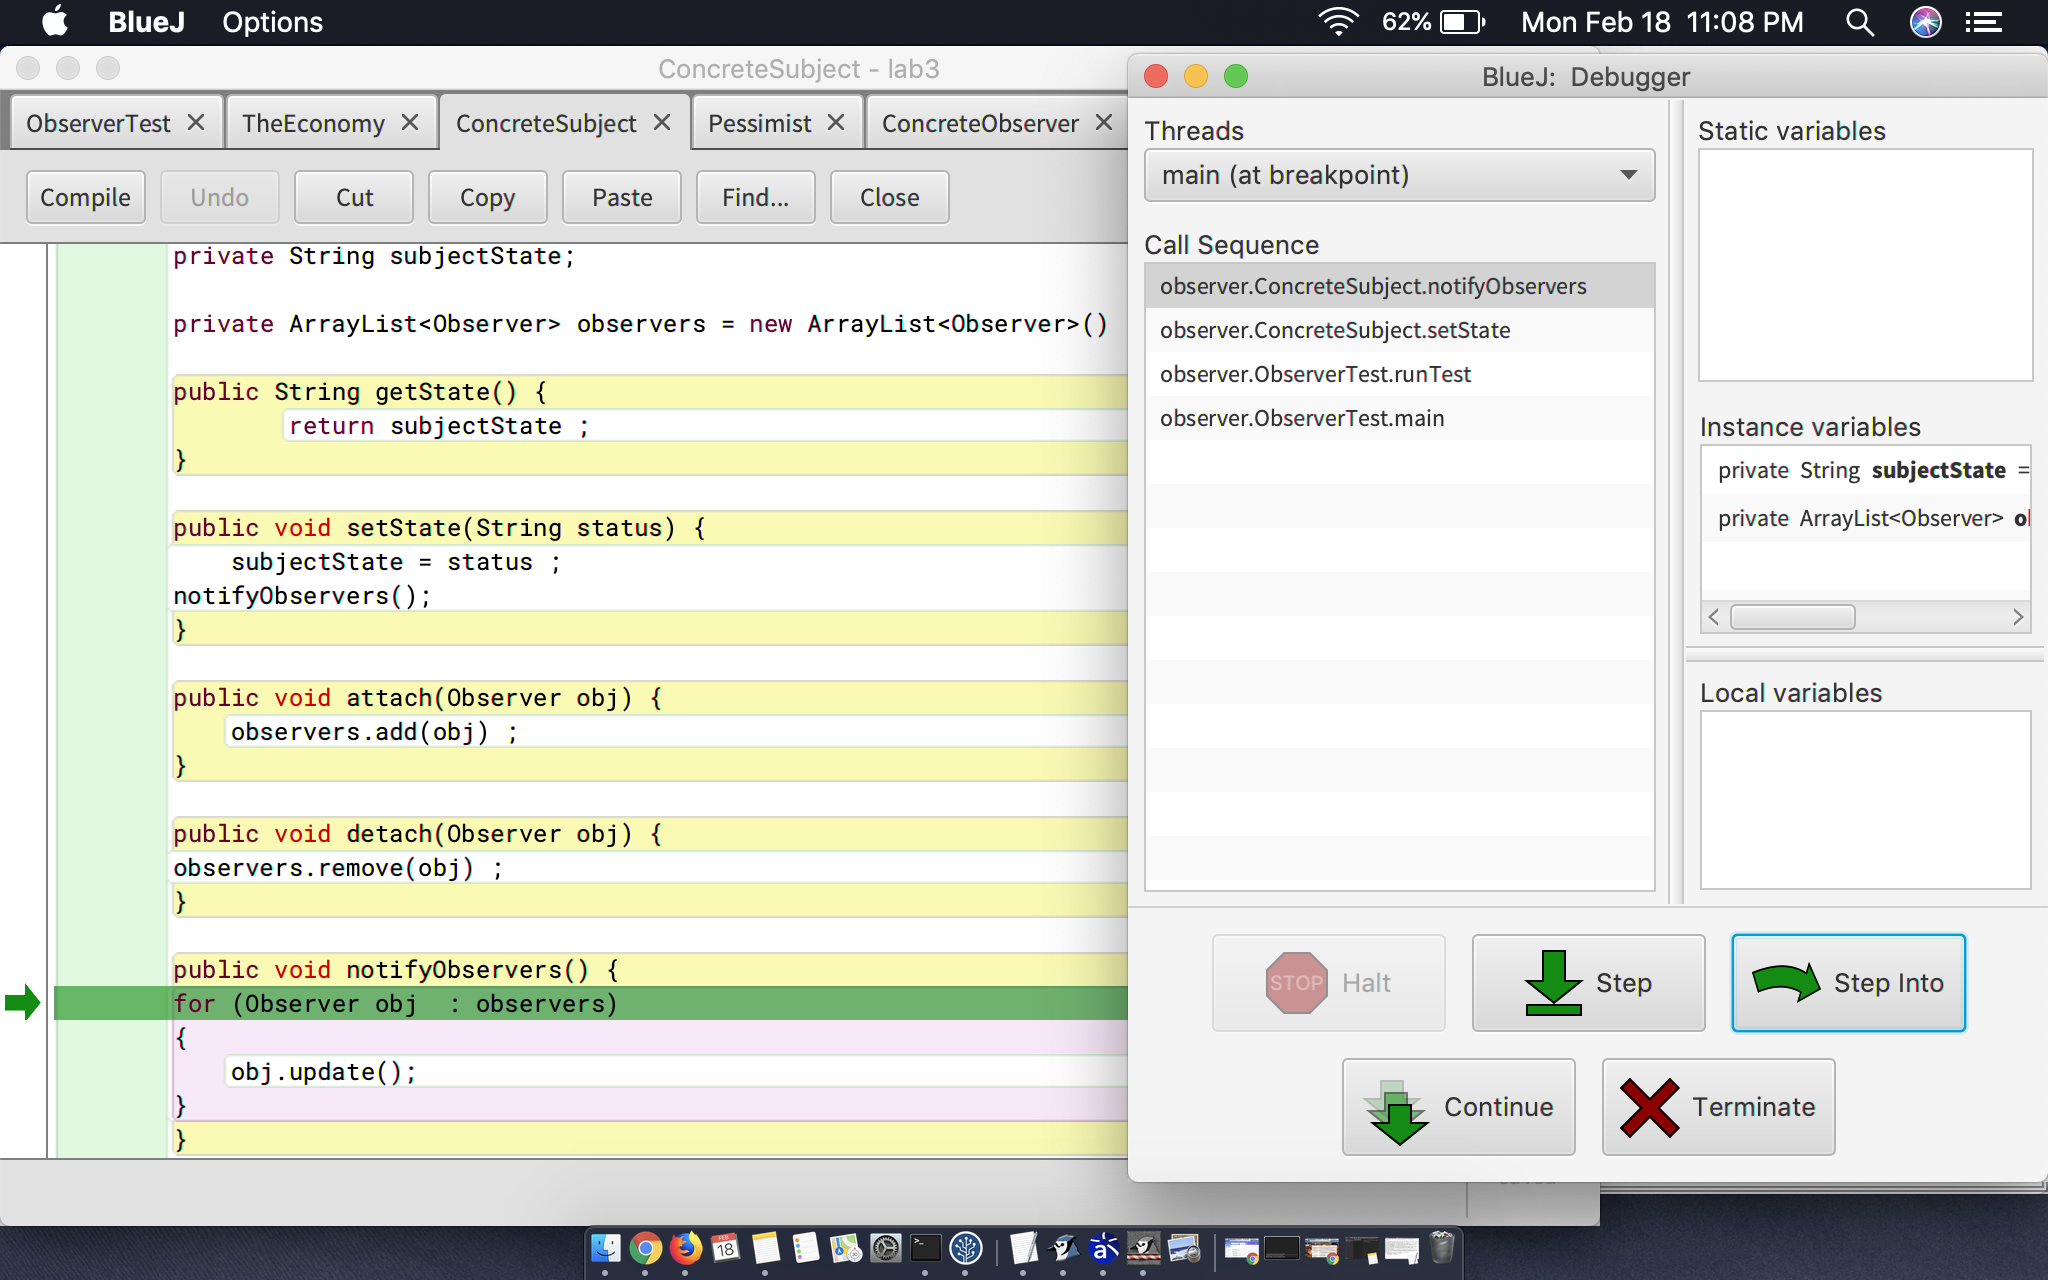 BlueJ Options 62% Mon Feb 18 11:08 PM
ConcreteSubject - lab3
ObserverTest TheEconomy ConcreteSubject Pessimist ConcreteObserver
Compile Undo Cut Copy Paste Find... Close
private String subjectState;
private ArrayList<Observer> observers = new ArrayList<Observer>()
public String getState() {
return subjectState ;
}
public void setState(String status) {
subjectState = status ;
notifyObservers();
}
public void attach(Observer obj) {
observers.add(obj) ;
}
public void detach(Observer obj) {
observers.remove(obj) ;
}
public void notifyObservers() {
for (Observer obj : observers)
{
obj.update();
}
}
BlueJ: Debugger
Threads
main (at breakpoint)
Call Sequence
observer.ConcreteSubject.notifyObservers
observer.ConcreteSubject.setState
observer.ObserverTest.runTest
observer.ObserverTest.main
Static variables
Instance variables
private String subjectState =
private ArrayList<Observer>
Local variables
STOP Halt
Step
Step Into
Continue
Terminate
FEB
18